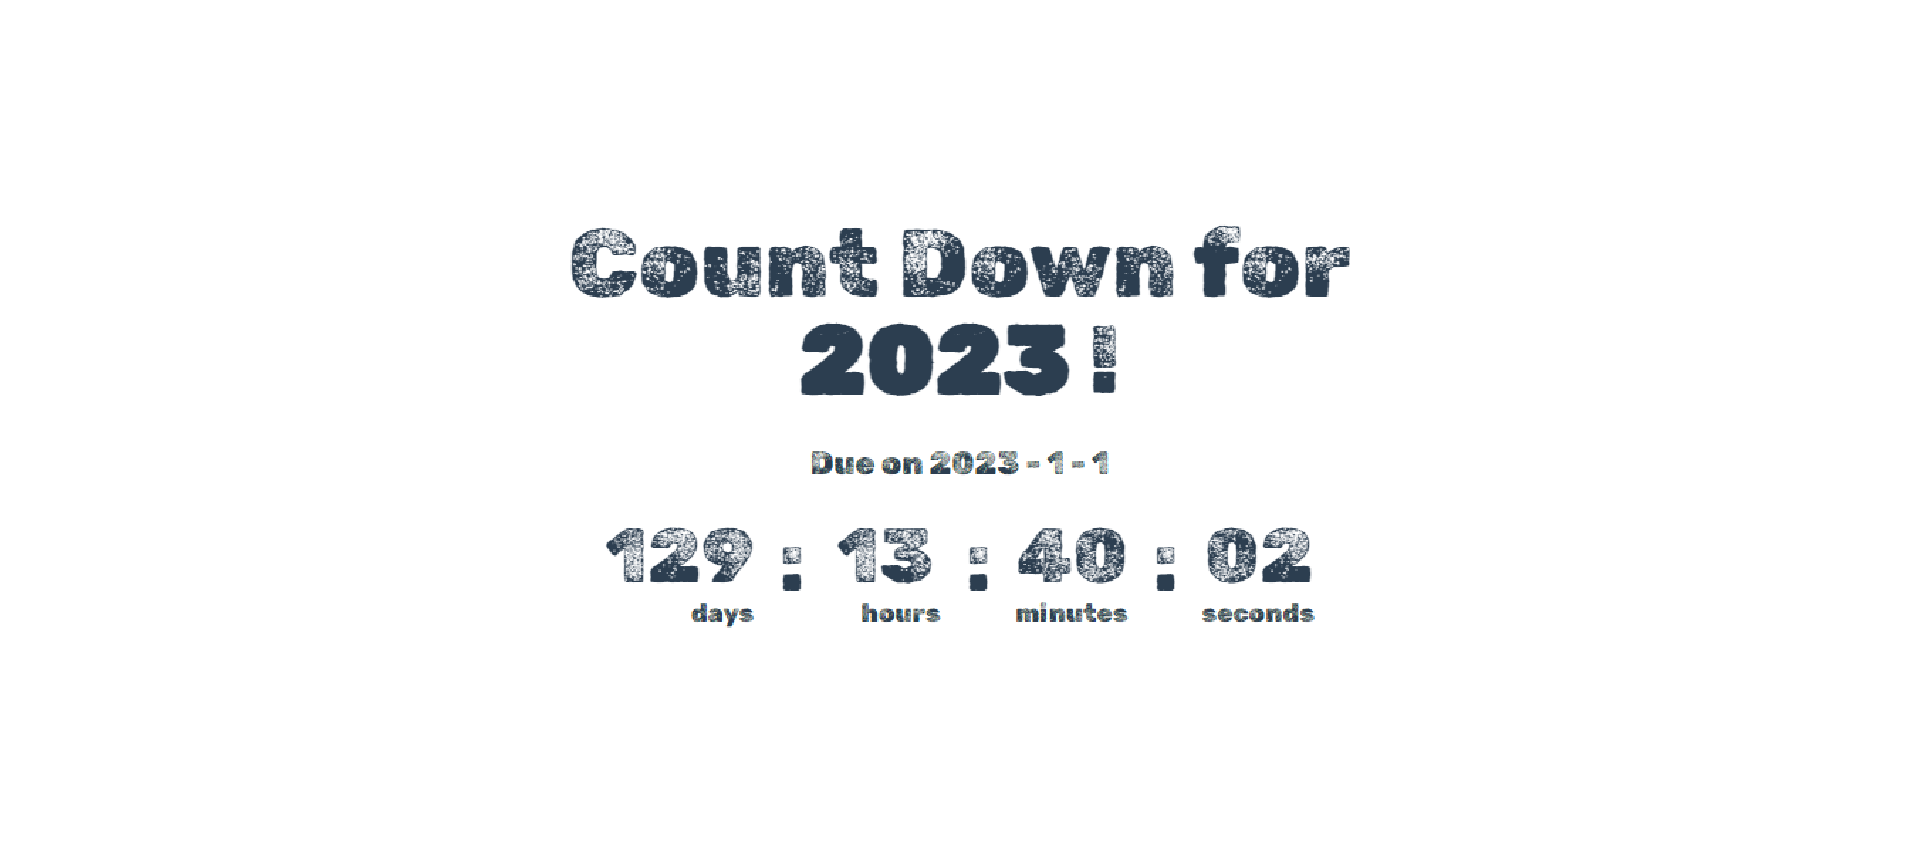 Count Down for
2023 !
Due on 2023 - 1 - 1
129 : 13 : 40 : 02
days hours minutes seconds